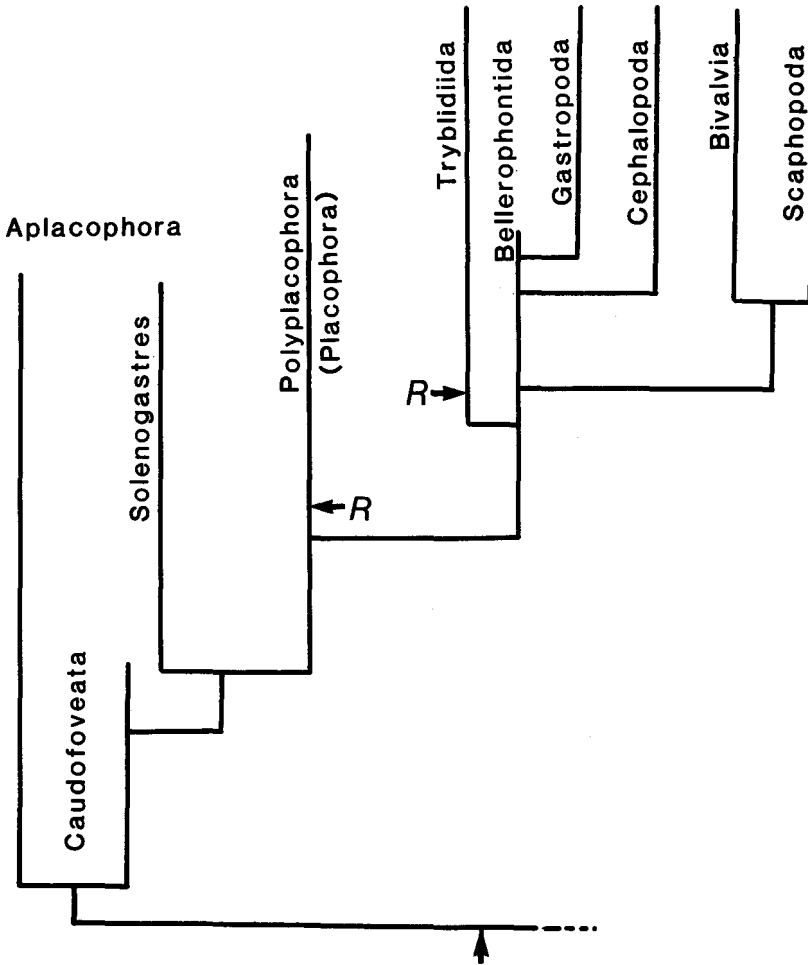 Aplacophora
Caudofoveata
Solenogastres
Polyplacophora
(Placophora)
R
R
Tryblidiida
Bellerophontida
Gastropoda
Cephalopoda
Bivalvia
Scaphopoda